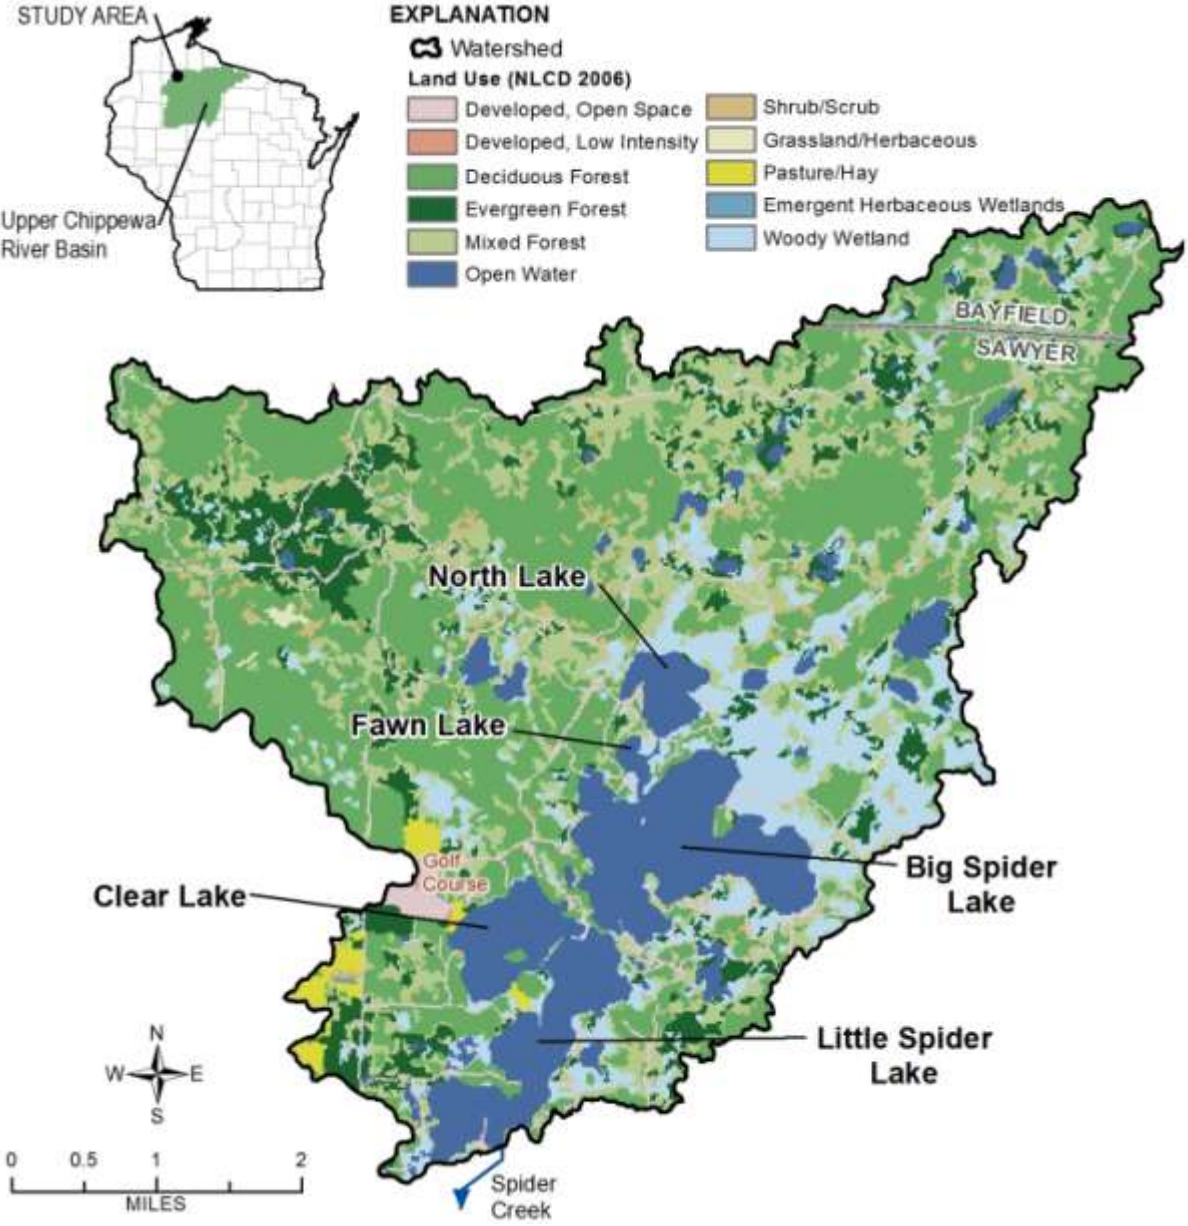 STUDY AREA
Upper Chippewa
River Basin
EXPLANATION
Watershed
Land Use (NLCD 2006)
Developed, Open Space
Developed, Low Intensity
Deciduous Forest
Evergreen Forest
Mixed Forest
Open Water
Shrub/Scrub
Grassland/Herbaceous
Pasture/Hay
Emergent Herbaceous Wetlands
Woody Wetland
BAYFIELD
SAWYER
North Lake
Fawn Lake
Golf
Course
Clear Lake
Big Spider
Lake
Little Spider
Lake
N
W E
S
0 0.5 1 2
MILES
Spider
Creek